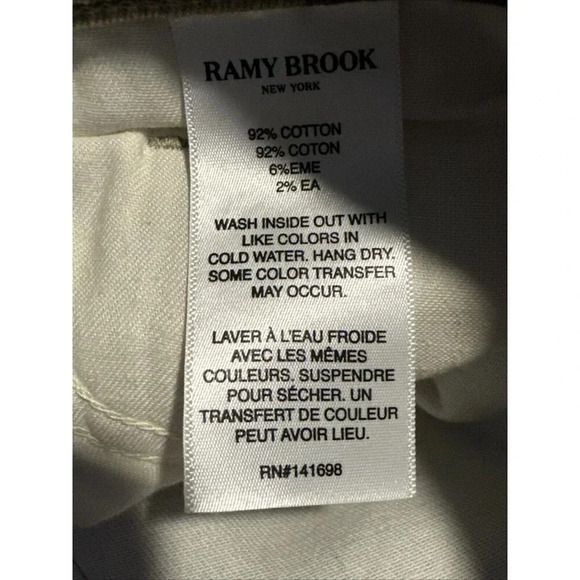 RAMY BROOK
NEW YORK
92% COTTON
92% COTON
6%EME
2% EA
WASH INSIDE OUT WITH
LIKE COLORS IN
COLD WATER. HANG DRY.
SOME COLOR TRANSFER
MAY OCCUR.
LAVER À L'EAU FROIDE
AVEC LES MÊMES
COULEURS. SUSPENDRE
POUR SÉCHER. UN
TRANSFERT DE COULEUR
PEUT AVOIR LIEU.
RN#141698